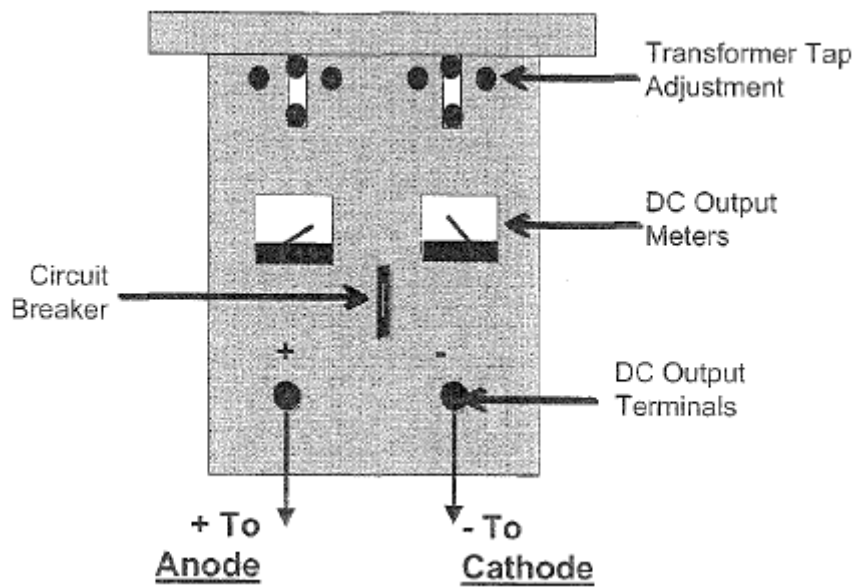 Transformer Tap
Adjustment
DC Output
Meters
Circuit
Breaker
+
-
DC Output
Terminals
+ To
Anode
- To
Cathode